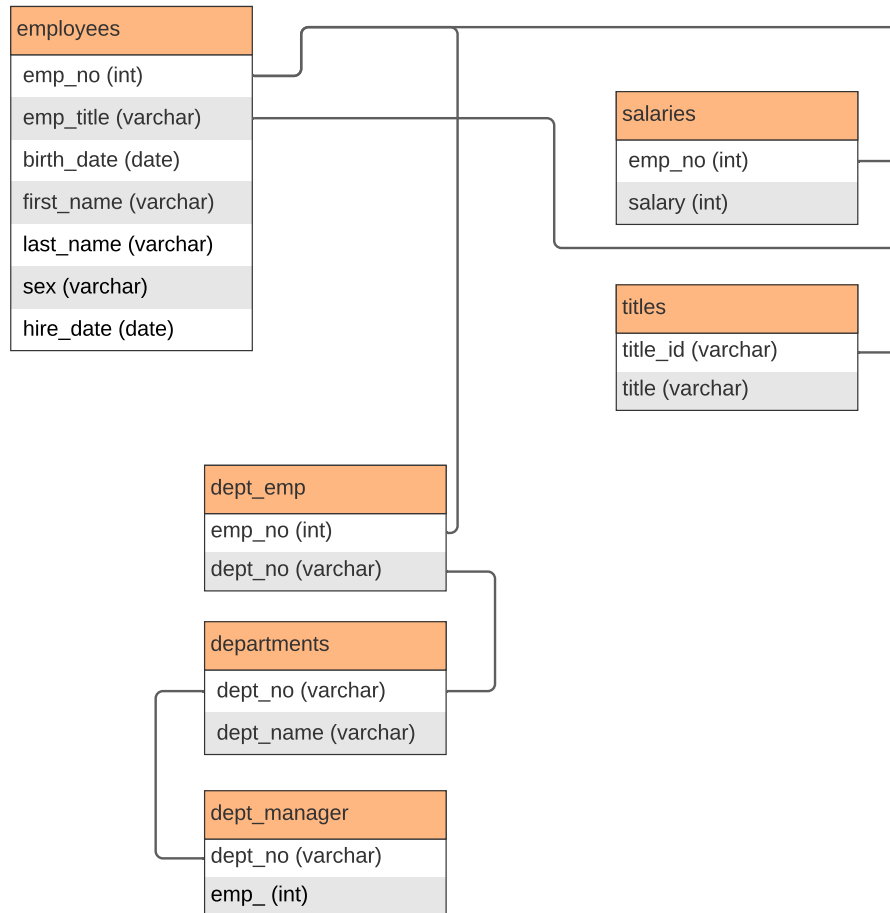 employees
emp_no (int)
emp_title (varchar)
birth_date (date)
first_name (varchar)
last_name (varchar)
sex (varchar)
hire_date (date)
salaries
emp_no (int)
salary (int)
titles
title_id (varchar)
title (varchar)
dept_emp
emp_no (int)
dept_no (varchar)
departments
dept_no (varchar)
dept_name (varchar)
dept_manager
dept_no (varchar)
emp_ (int)